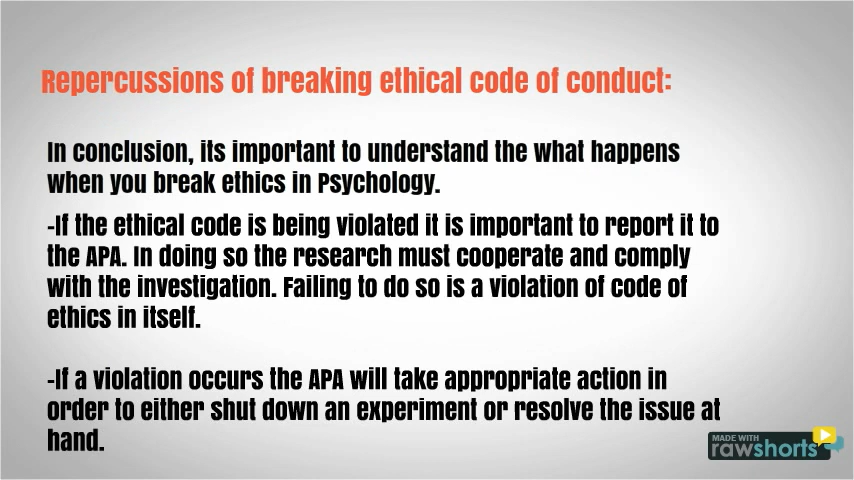 Repercussions of breaking ethical code of conduct:
In conclusion, its important to understand the what happens
when you break ethics in Psychology.
-If the ethical code is being violated it is important to report it to
the APA. In doing so the research must cooperate and comply
with the investigation. Failing to do so is a violation of code of
ethics in itself.
-If a violation occurs the APA will take appropriate action in
order to either shut down an experiment or resolve the issue at
hand.
MADE WITH
rawshorts